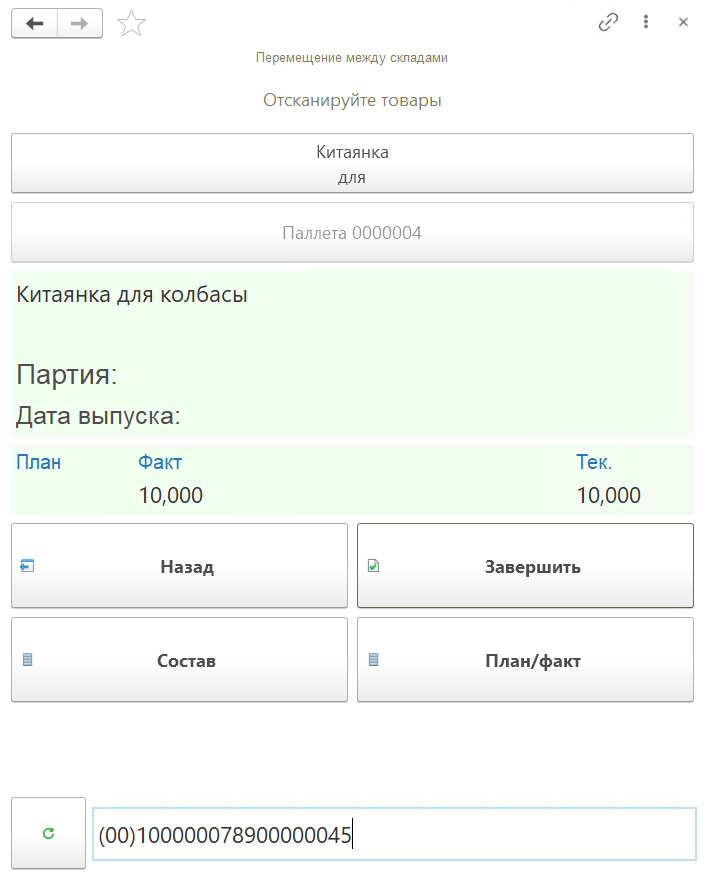 Перемещение между складами
Отсканируйте товары
Китаянка
для
Паллета 0000004
Китаянка для колбасы
Партия:
Дата выпуска:
План Факт Тек.
10,000 10,000
Назад Завершить
Состав План/факт
(00)100000078900000045